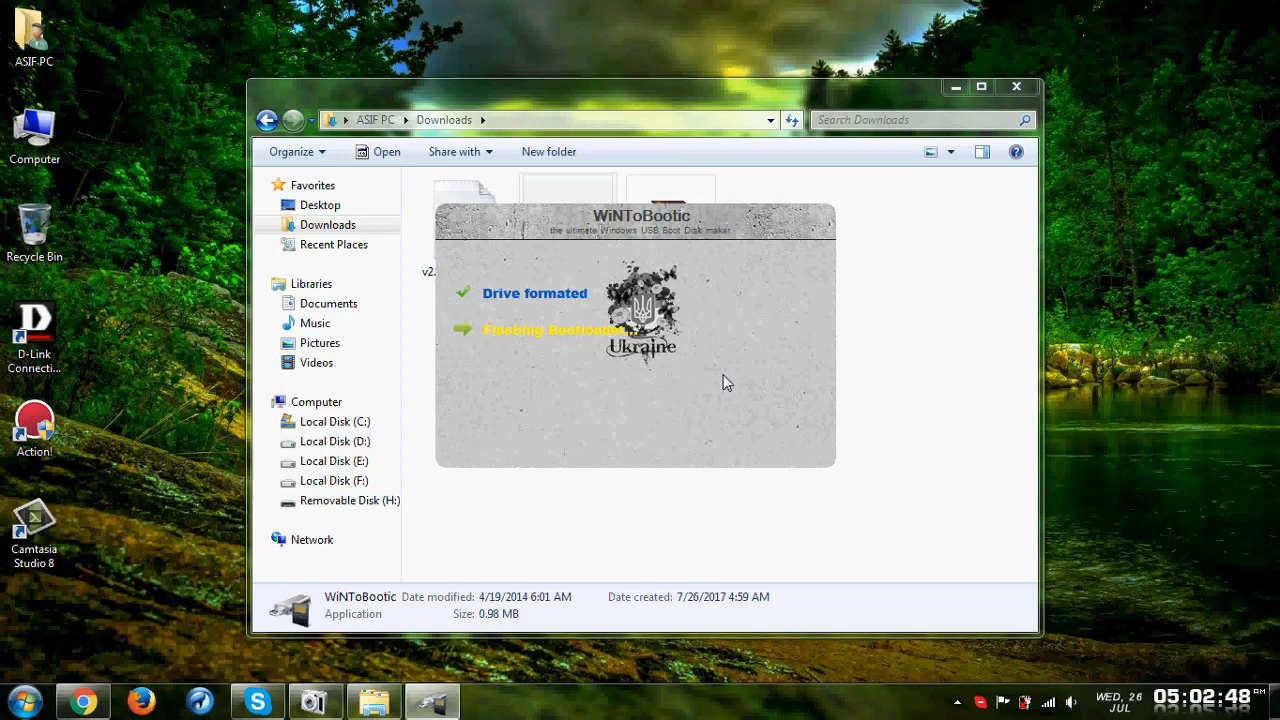 ASIF-PC
Computer
Recycle Bin
D-Link
Connecti...
Action!
Camtasia
Studio 8
ASIF PC
Downloads
Search Downloads
Organize
Open
Share with
New folder
Favorites
Desktop
Downloads
Recent Places
Libraries
Documents
Music
Pictures
Videos
Computer
Local Disk (C:)
Local Disk (D:)
Local Disk (E:)
Local Disk (F:)
Removable Disk (H:)
Network
v2.
WiNToBootic
the ultimate Windows USB Boot Disk maker
Drive formated
Flashing Bootloader...
Ukraine
WiNToBootic Date modified: 4/19/2014 6:01 AM Date created: 7/26/2017 4:59 AM
Application Size: 0.98 MB
WED, 26
JUL
05:02:48 AM